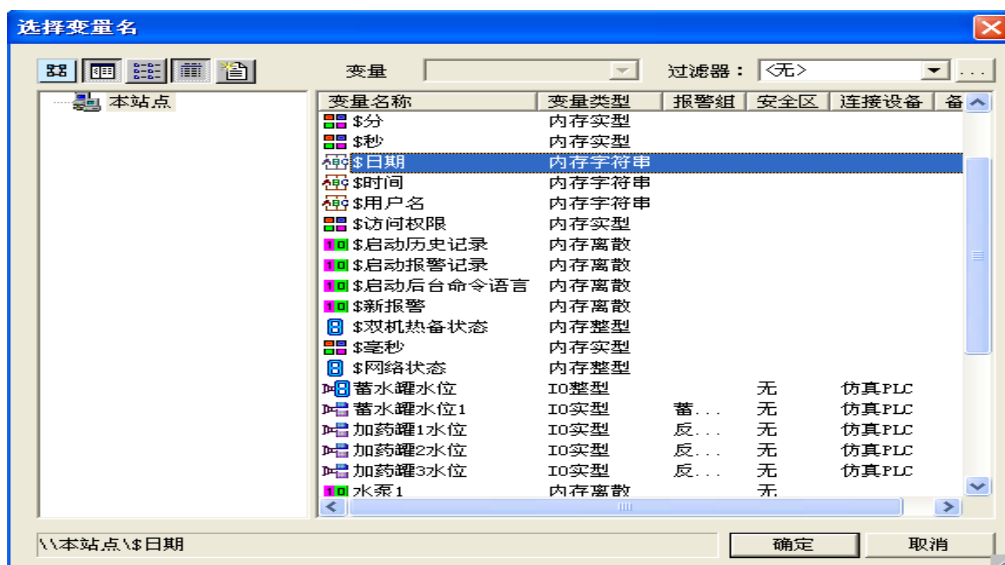 选择变量名
变量 过滤器： <无> ...
本站点
变量名称 变量类型 报警组 安全区 连接设备 备
$分 内存实型
$秒 内存实型
$日期 内存字符串
$时间 内存字符串
$用户名 内存字符串
$访问权限 内存实型
$启动历史记录 内存离散
$启动报警记录 内存离散
$启动后台命令语言 内存离散
$新报警 内存离散
$双机热备状态 内存整型
$毫秒 内存实型
$网络状态 内存整型
蓄水罐水位 IO整型 无 仿真PLC
蓄水罐水位1 IO实型 蓄... 无 仿真PLC
加药罐1水位 IO实型 反... 无 仿真PLC
加药罐2水位 IO实型 反... 无 仿真PLC
加药罐3水位 IO实型 反... 无 仿真PLC
水泵1 内存离散 无
\\本站点\$日期 确定 取消